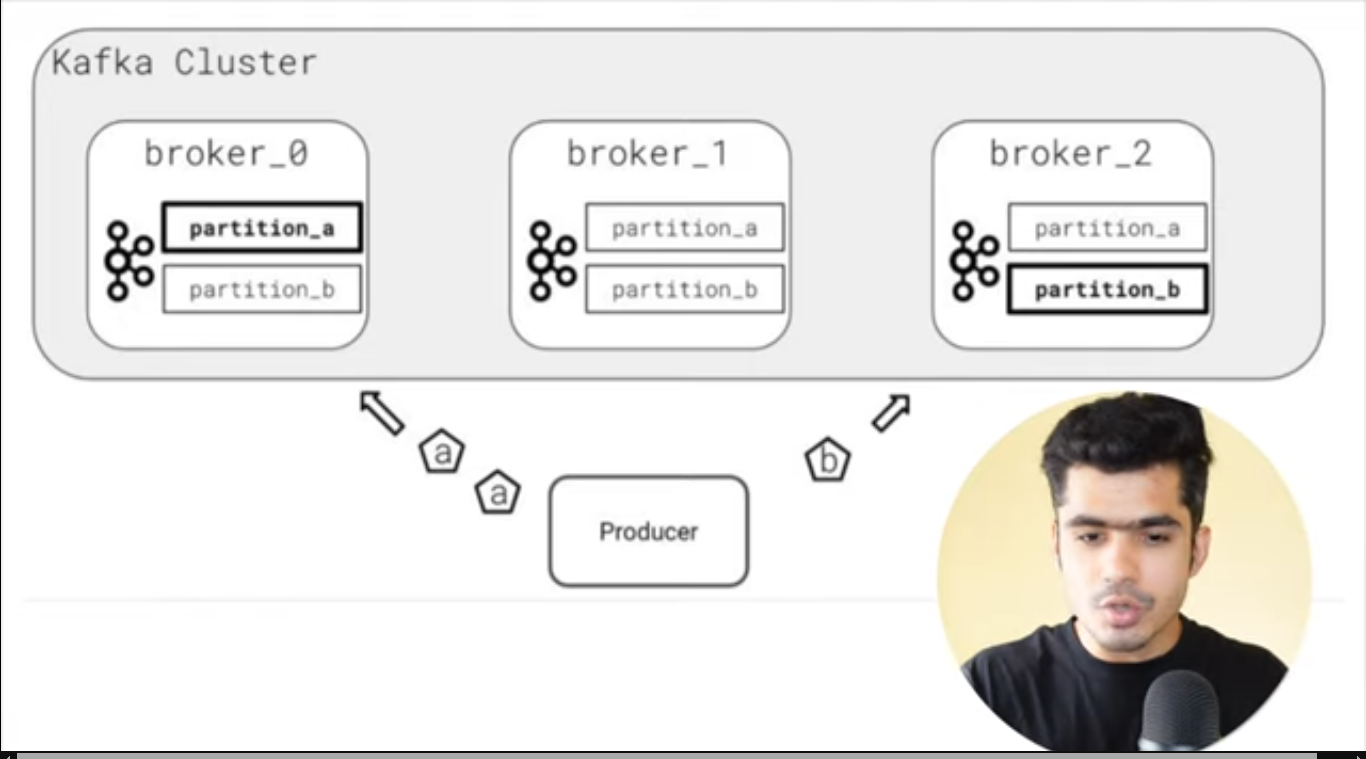 Kafka Cluster
broker_0
partition_a
partition_b
broker_1
partition_a
partition_b
broker_2
partition_a
partition_b
a
a
b
Producer